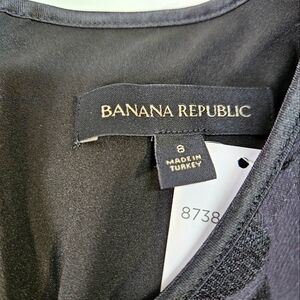 BANANA REPUBLIC
8
MADE IN
TURKEY
8738